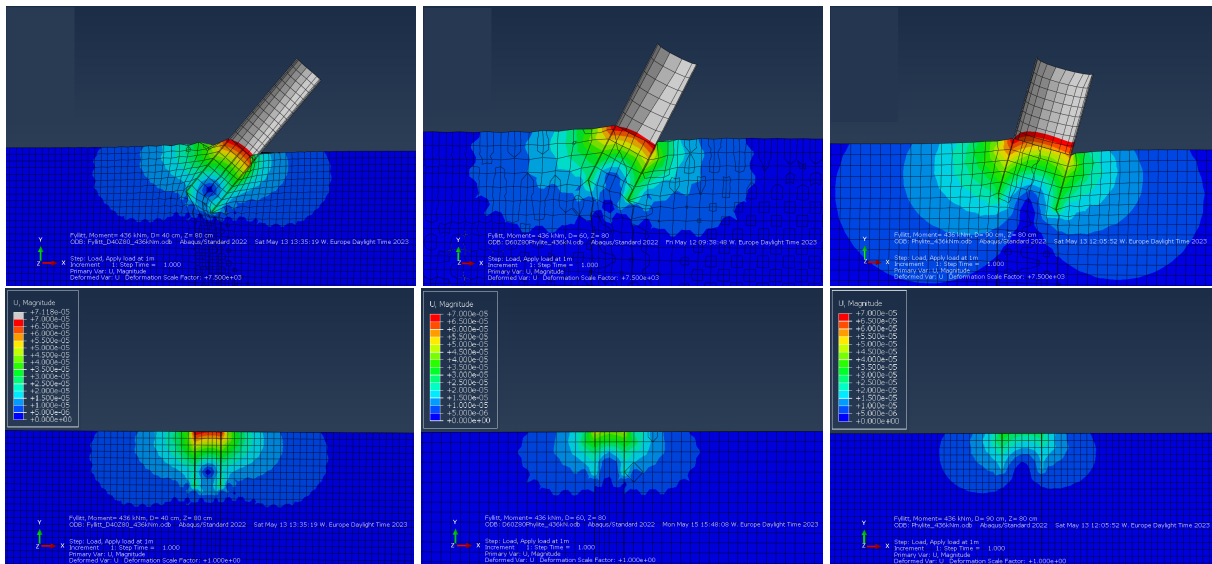 Fyllitt, Moment= 436 kNm, D= 40 cm, Z= 80 cm
ODB: Fyllitt_D40Z80_436kNm.odb Abaqus/Standard 2022 Sat May 13 13:35:19 W. Europe Daylight Time 2023
Y
Z X
Step: Load, Apply load at 1m
Increment 1: Step Time = 1.000
Primary Var: U, Magnitude
Deformed Var: U Deformation Scale Factor: +7.500e+03
Fyllitt, Moment= 436 kNm, D= 60, Z= 80
ODB: D60Z80Phylite_436kN.odb Abaqus/Standard 2022 Fri May 12 09:38:48 W. Europe Daylight Time 2023
Y
Z X
Step: Load, Apply load at 1m
Increment 1: Step Time = 1.000
Primary Var: U, Magnitude
Deformed Var: U Deformation Scale Factor: +7.500e+03
Fyllitt, Moment= 436 kNm, D= 90 cm, Z= 80 cm
ODB: Phylite_436kNm.odb Abaqus/Standard 2022 Sat May 13 12:05:52 W. Europe Daylight Time 2023
Y
Z X
Step: Load, Apply load at 1m
Increment 1: Step Time = 1.000
Primary Var: U, Magnitude
Deformed Var: U Deformation Scale Factor: +7.500e+03
U, Magnitude
+7.118e-05
+7.000e-05
+6.500e-05
+6.000e-05
+5.500e-05
+5.000e-05
+4.500e-05
+4.000e-05
+3.500e-05
+3.000e-05
+2.500e-05
+2.000e-05
+1.500e-05
+1.000e-05
+5.000e-06
+0.000e+00
Fyllitt, Moment= 436 kNm, D= 40 cm, Z= 80 cm
ODB: Fyllitt_D40Z80_436kNm.odb Abaqus/Standard 2022 Sat May 13 13:35:19 W. Europe Daylight Time 2023
Y
Z X
Step: Load, Apply load at 1m
Increment 1: Step Time = 1.000
Primary Var: U, Magnitude
Deformed Var: U Deformation Scale Factor: +1.000e+00
U, Magnitude
+7.000e-05
+6.500e-05
+6.000e-05
+5.500e-05
+5.000e-05
+4.500e-05
+4.000e-05
+3.500e-05
+3.000e-05
+2.500e-05
+2.000e-05
+1.500e-05
+1.000e-05
+5.000e-06
+0.000e+00
Fyllitt, Moment= 436 kNm, D= 60, Z= 80
ODB: D60Z80Phylite_436kN.odb Abaqus/Standard 2022 Mon May 15 15:48:08 W. Europe Daylight Time 2023
Y
Z X
Step: Load, Apply load at 1m
Increment 1: Step Time = 1.000
Primary Var: U, Magnitude
Deformed Var: U Deformation Scale Factor: +1.000e+00
U, Magnitude
+7.000e-05
+6.500e-05
+6.000e-05
+5.500e-05
+5.000e-05
+4.500e-05
+4.000e-05
+3.500e-05
+3.000e-05
+2.500e-05
+2.000e-05
+1.500e-05
+1.000e-05
+5.000e-06
+0.000e+00
Fyllitt, Moment= 436 kNm, D= 90 cm, Z= 80 cm
ODB: Phylite_436kNm.odb Abaqus/Standard 2022 Sat May 13 12:05:52 W. Europe Daylight Time 2023
Y
Z X
Step: Load, Apply load at 1m
Increment 1: Step Time = 1.000
Primary Var: U, Magnitude
Deformed Var: U Deformation Scale Factor: +1.000e+00